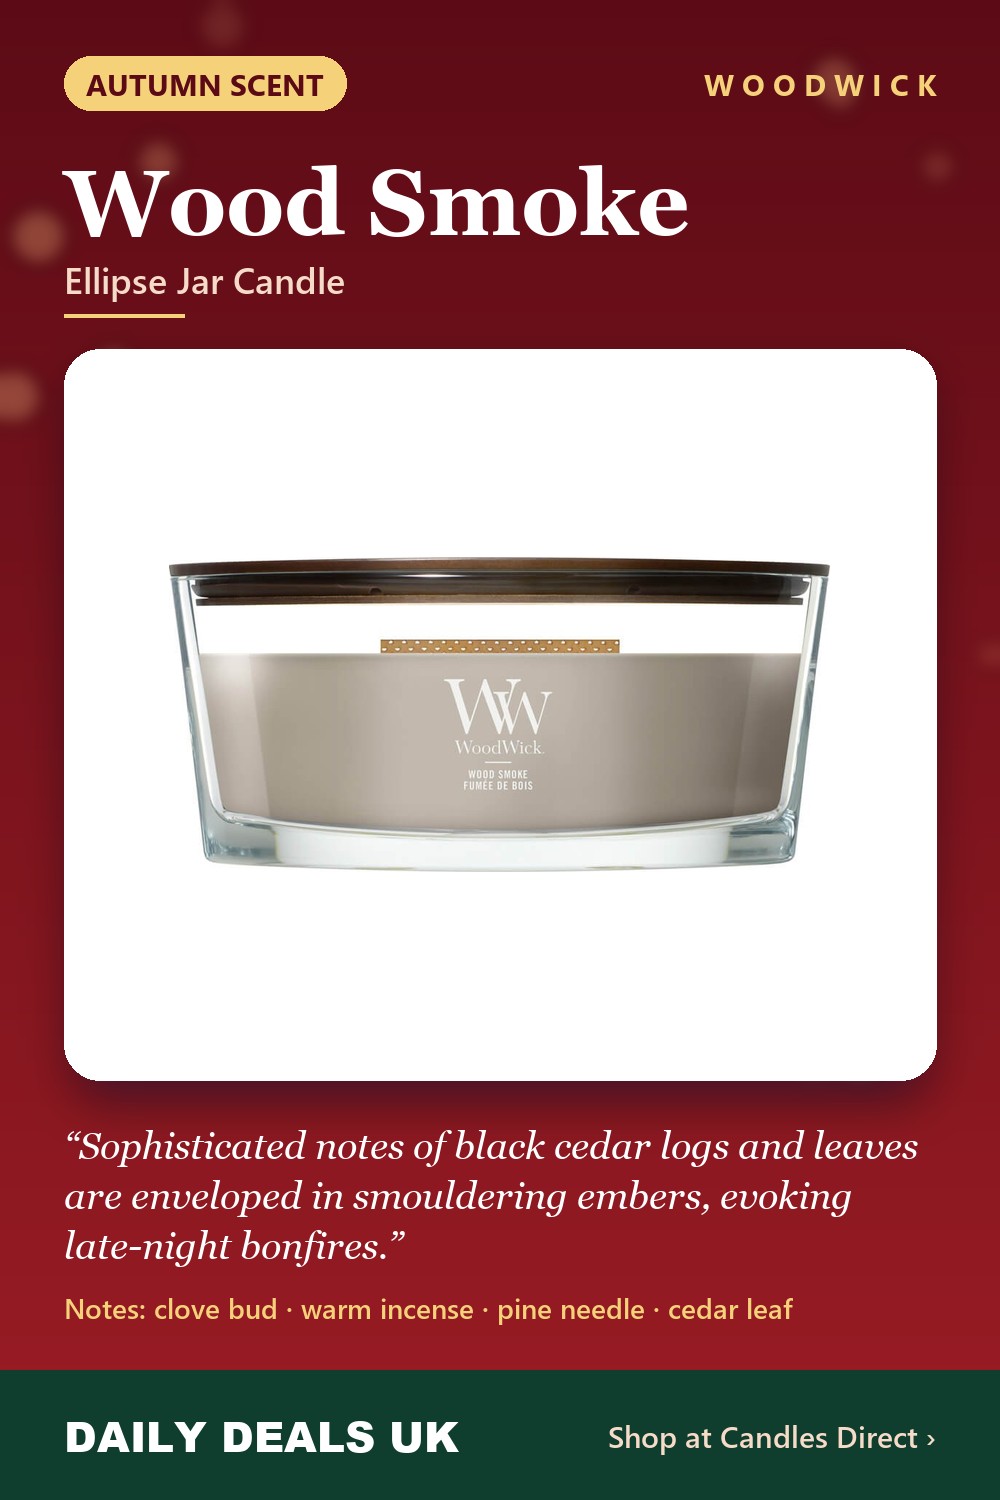 AUTUMN SCENT
WOODWICK
Wood Smoke
Ellipse Jar Candle
WW
WoodWick.
WOOD SMOKE
FUMÉE DE BOIS
“Sophisticated notes of black cedar logs and leaves
are enveloped in smouldering embers, evoking
late-night bonfires.”
Notes: clove bud · warm incense · pine needle · cedar leaf
DAILY DEALS UK
Shop at Candles Direct ›